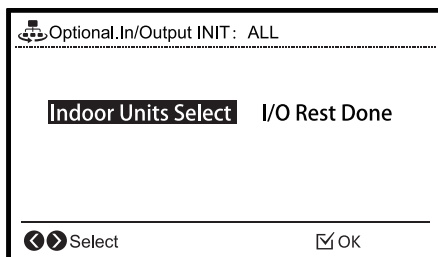 Optional.In/Output INIT: ALL
Indoor Units Select I/O Rest Done
Select OK